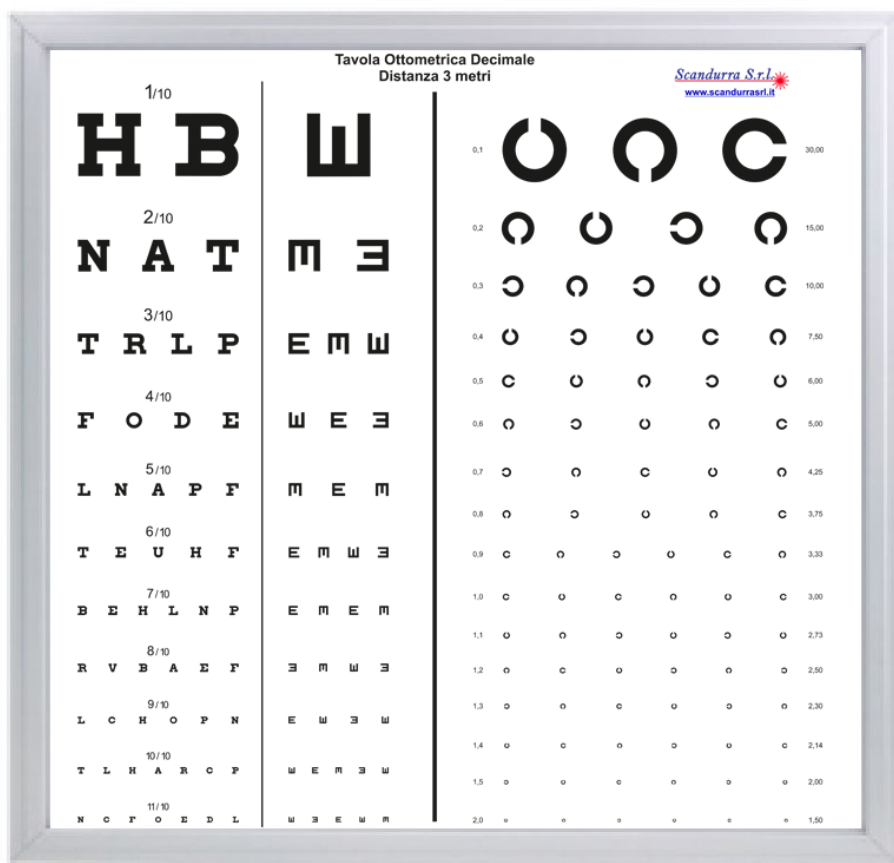 Tavola Ottometrica Decimale
Distanza 3 metri
Scandurra S.r.l.
www.scandurrasrl.it
1/10
H B
2/10
N A T
3/10
T R L P
4/10
F O D E
5/10
L N A P F
6/10
T E U H F
7/10
B E H L N P
8/10
R V B A E F
9/10
L C H O P N
10/10
T L H A R C P
11/10
N C F O E D L
0,1 30,00
0,2 15,00
0,3 10,00
0,4 7,50
0,5 6,00
0,6 5,00
0,7 4,25
0,8 3,75
0,9 3,33
1,0 3,00
1,1 2,73
1,2 2,50
1,3 2,30
1,4 2,14
1,5 2,00
2,0 1,50